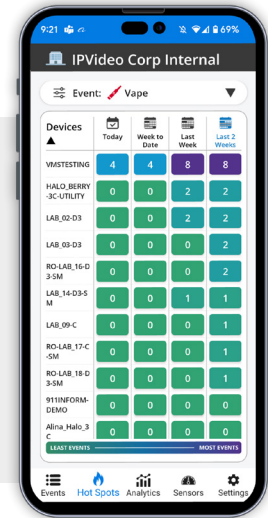 9:21
69%
IPVideo Corp Internal
Event: Vape
Devices Today Week to Date Last Week Last 2 Weeks
VMSTESTING 4 4 8 8
HALO_BERRY
-3C-UTILITY 0 0 2 2
LAB_02-D3 0 0 2 2
LAB_03-D3 0 0 0 2
RO-LAB_16-D
3-SM 0 0 0 2
LAB_14-D3-S
M 0 0 1 1
LAB_09-C 0 0 0 1
RO-LAB_17-C
-SM 0 0 0 1
RO-LAB_18-D
3-SM 0 0 0 1
911INFORM-
DEMO 0 0 0 0
Alina_Halo_3
C 0 0 0 0
LEAST EVENTS MOST EVENTS
Events Hot Spots Analytics Sensors Settings